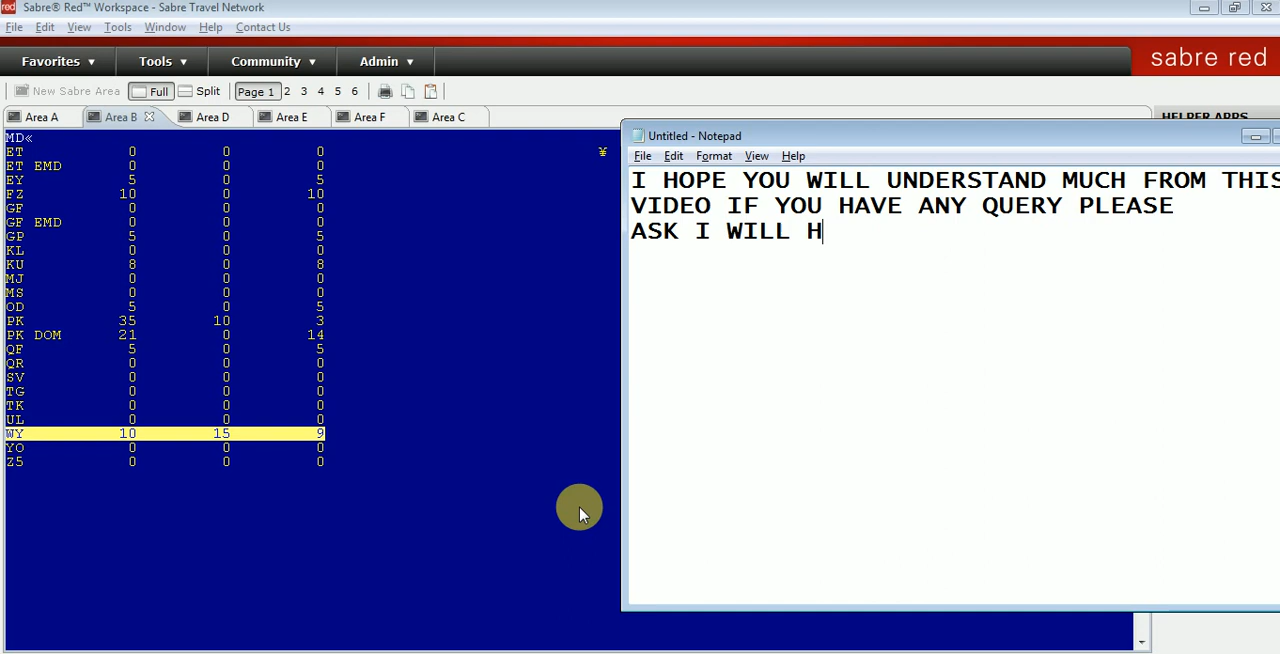 red Sabre® Red™ Workspace - Sabre Travel Network
File Edit View Tools Window Help Contact Us
Favorites Tools Community Admin sabre red
New Sabre Area Full Split Page 1 2 3 4 5 6
Area A Area B Area D Area E Area F Area C HELPER APPS
MD«
ET 0 0 0 ¥
ET EMD 0 0 0
EY 5 0 5
FZ 10 0 10
GF 0 0 0
GF EMD 0 0 0
GP 5 0 5
KL 0 0 0
KU 8 0 8
MJ 0 0 0
MS 0 0 0
OD 5 0 5
PK 35 10 3
PK DOM 21 0 14
QF 5 0 5
QR 0 0 0
SV 0 0 0
TG 0 0 0
TK 0 0 0
UL 0 0 0
WY 10 15 9
YO 0 0 0
Z5 0 0 0
Untitled - Notepad
File Edit Format View Help
I HOPE YOU WILL UNDERSTAND MUCH FROM THIS
VIDEO IF YOU HAVE ANY QUERY PLEASE
ASK I WILL H